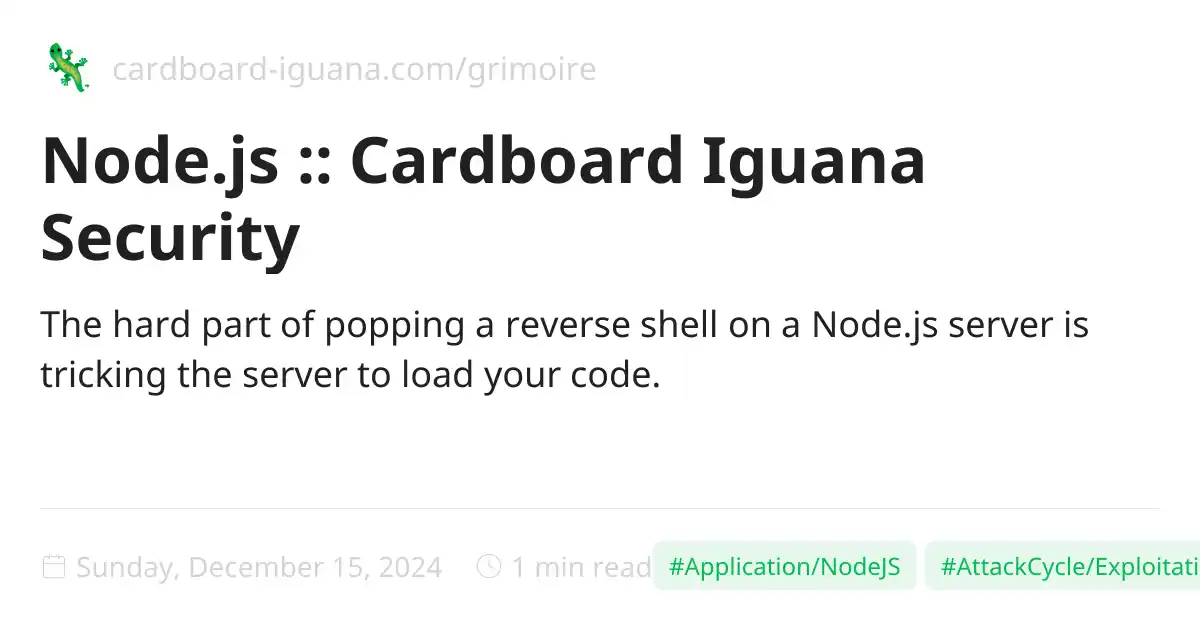 cardboard-iguana.com/grimoire
Node.js :: Cardboard Iguana
Security
The hard part of popping a reverse shell on a Node.js server is
tricking the server to load your code.
Sunday, December 15, 2024 1 min read #Application/NodeJS #AttackCycle/Exploitati